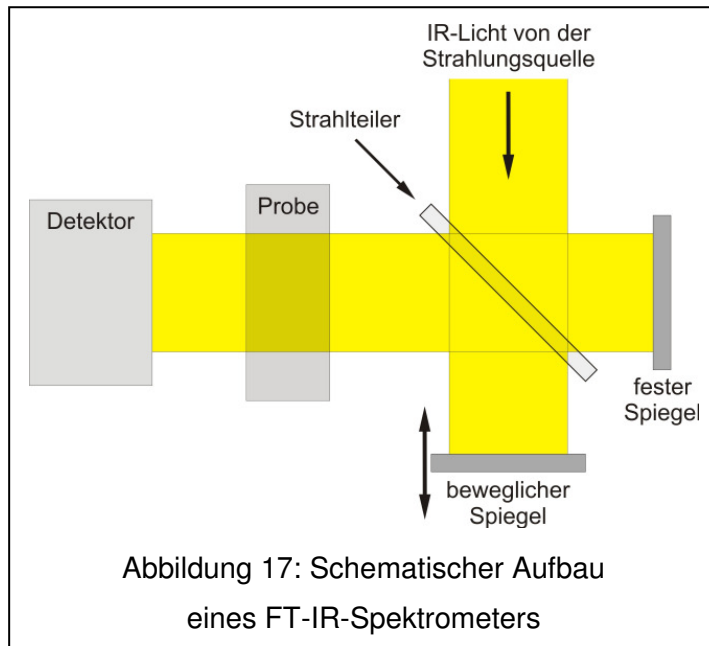 IR-Licht von der
Strahlungsquelle
Strahlteiler
Probe
Detektor
fester
Spiegel
beweglicher
Spiegel
Abbildung 17: Schematischer Aufbau
eines FT-IR-Spektrometers